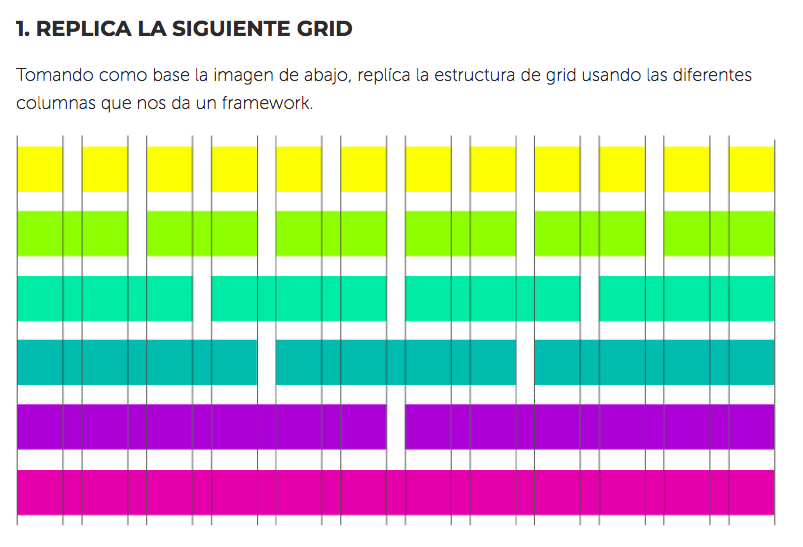 1. REPLICA LA SIGUIENTE GRID
Tomando como base la imagen de abajo, replíca la estructura de grid usando las diferentes
columnas que nos da un framework.